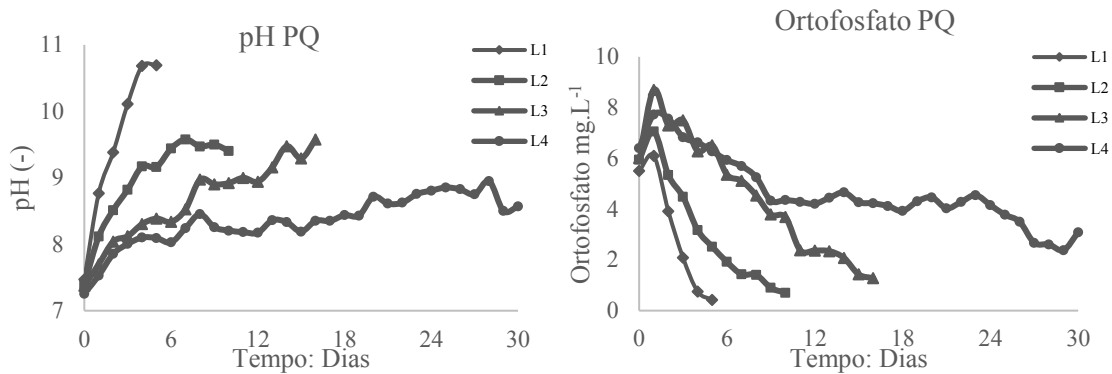 pH PQ
11
10
9
8
7
pH (-)
0 6 12 18 24 30
Tempo: Dias
L1
L2
L3
L4
Ortofosfato PQ
10
8
6
4
2
0
Ortofosfato mg.L⁻¹
0 6 12 18 24 30
Tempo: Dias
L1
L2
L3
L4